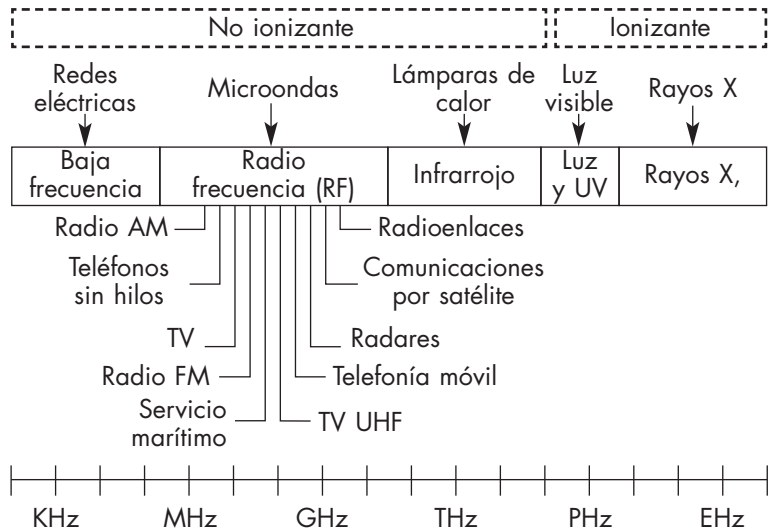 No ionizante
Ionizante
Redes
eléctricas
Microondas
Lámparas de
calor
Luz
visible
Rayos X
Baja
frecuencia
Radio
frecuencia (RF)
Infrarrojo
Luz
y UV
Rayos X,
Radio AM
Radioenlaces
Teléfonos
sin hilos
Comunicaciones
por satélite
TV
Radares
Radio FM
Telefonía móvil
Servicio
marítimo
TV UHF
KHz MHz GHz THz PHz EHz